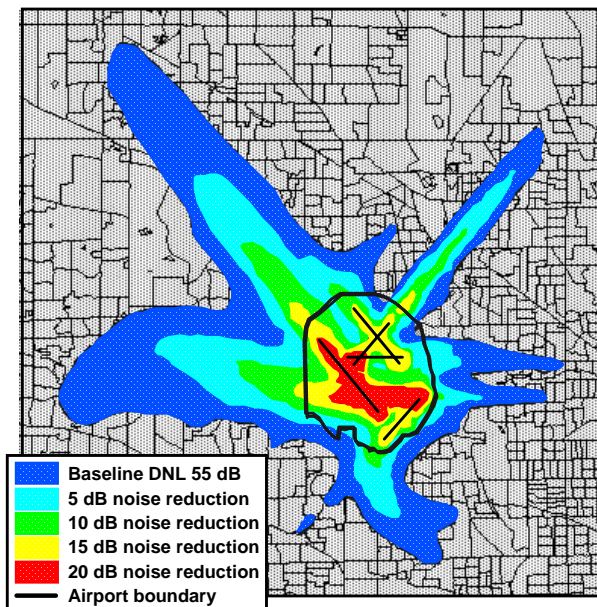 Baseline DNL 55 dB
5 dB noise reduction
10 dB noise reduction
15 dB noise reduction
20 dB noise reduction
Airport boundary